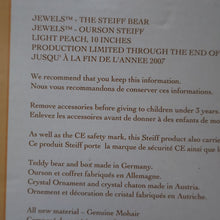 JEWELS™ - THE STEIFF BEAR
JEWELS™ - OURSON STEIFF
LIGHT PEACH, 10 INCHES
PRODUCTION LIMITED THROUGH THE END OF
JUSQU' À LA FIN DE L'ANNEE 2007
We recommend that you keep this information.
Nous vous recommandons de conserver ces informations.
Remove accessories before giving to children under 3 years
Enlevez les accessoires avant de donner à des enfants de moi
As well as the CE safety mark, this Steiff product also carries
Ce produit Steiff porte la marque de sécurité CE ainsi que l
Teddy bear and box made in Germany.
Ourson et coffret fabriqués en Allemagne.
Crystal Ornament and crystal chaton made in Austria.
Ornement et cristal fabriqués en Autriche.
All new material - Genuine Mohair